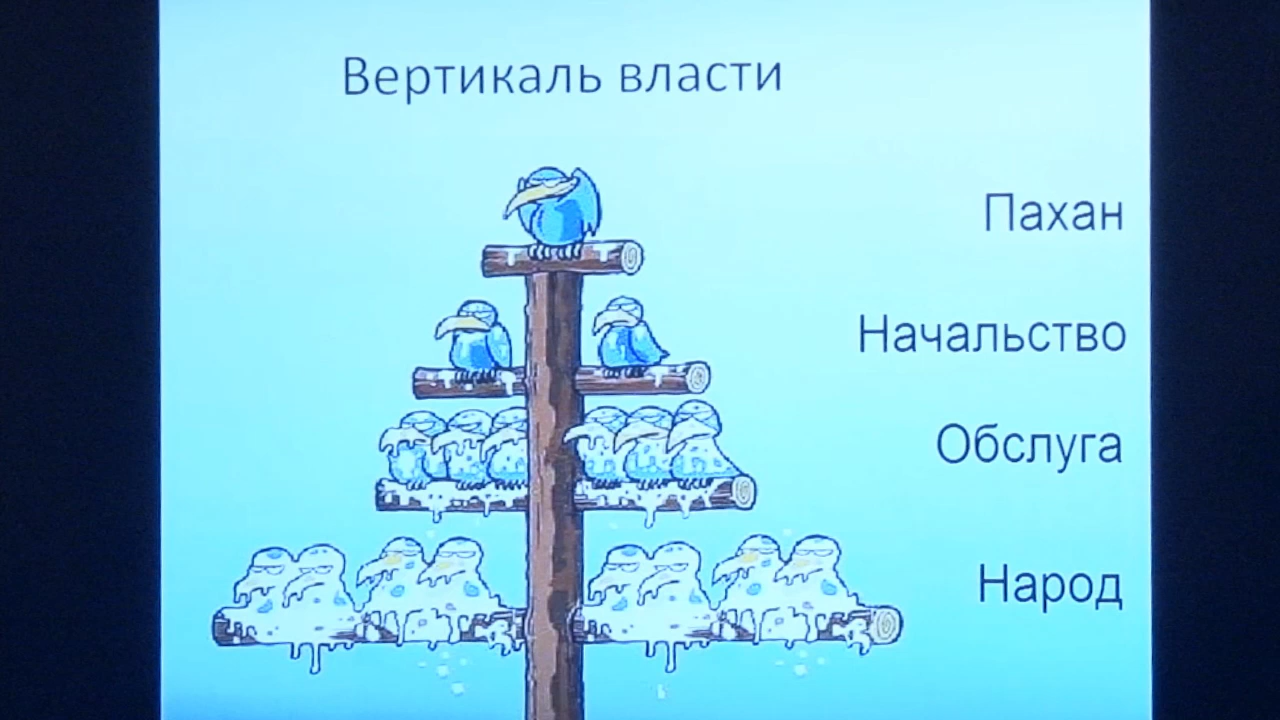 Вертикаль власти
Пахан
Начальство
Обслуга
Народ